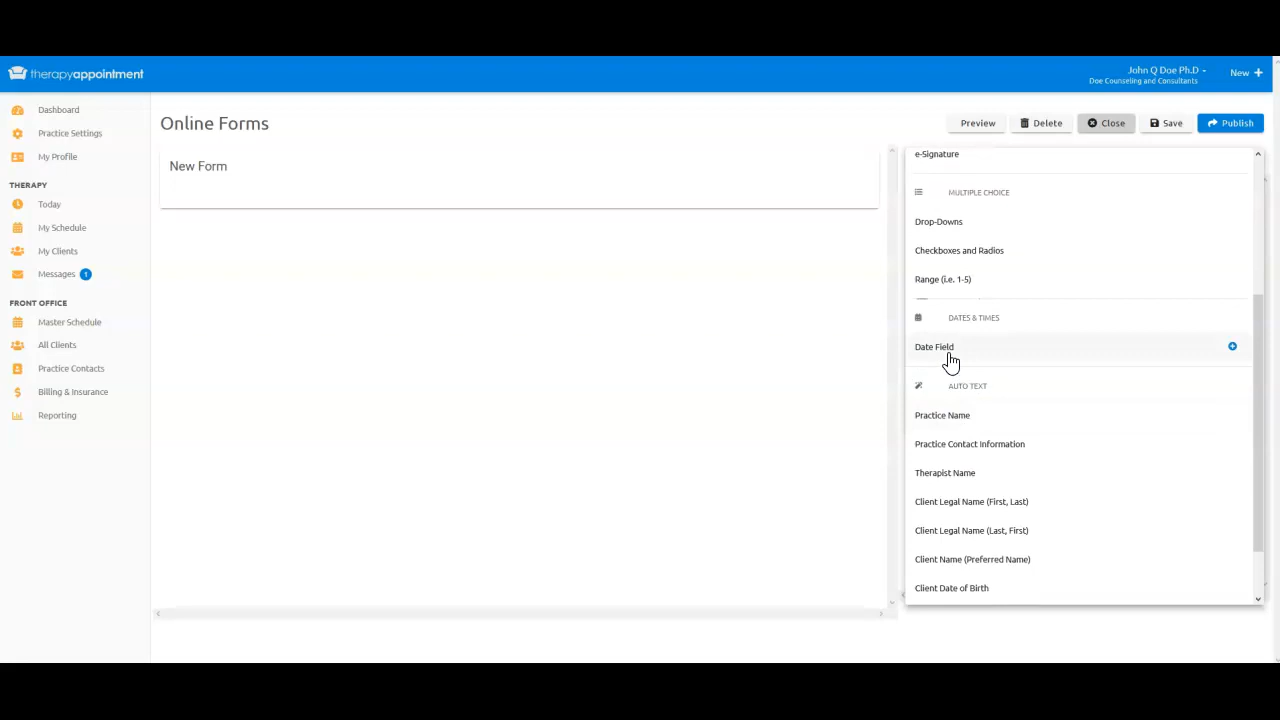 therapyappointment
John Q Doe Ph.D
Doe Counseling and Consultants
New
Dashboard
Practice Settings
My Profile
THERAPY
Today
My Schedule
My Clients
Messages 1
FRONT OFFICE
Master Schedule
All Clients
Practice Contacts
Billing & Insurance
Reporting
Online Forms
Preview
Delete
Close
Save
Publish
New Form
e-Signature
MULTIPLE CHOICE
Drop-Downs
Checkboxes and Radios
Range (i.e. 1-5)
DATES & TIMES
Date Field
AUTO TEXT
Practice Name
Practice Contact Information
Therapist Name
Client Legal Name (First, Last)
Client Legal Name (Last, First)
Client Name (Preferred Name)
Client Date of Birth